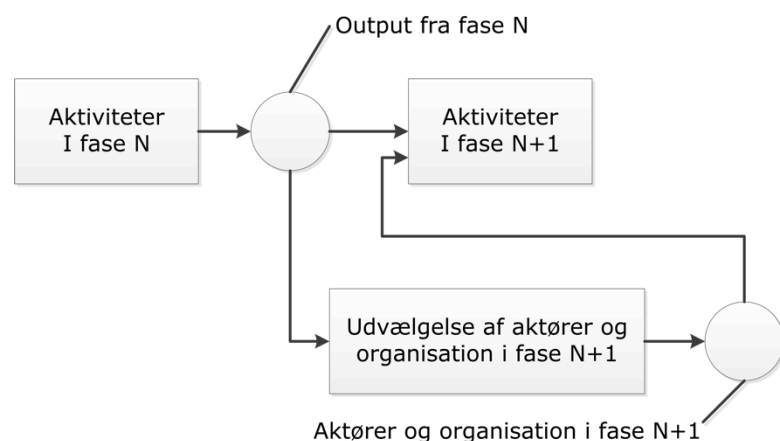 Output fra fase N
Aktiviteter
I fase N
Aktiviteter
I fase N+1
Udvælgelse af aktører og
organisation i fase N+1
Aktører og organisation i fase N+1